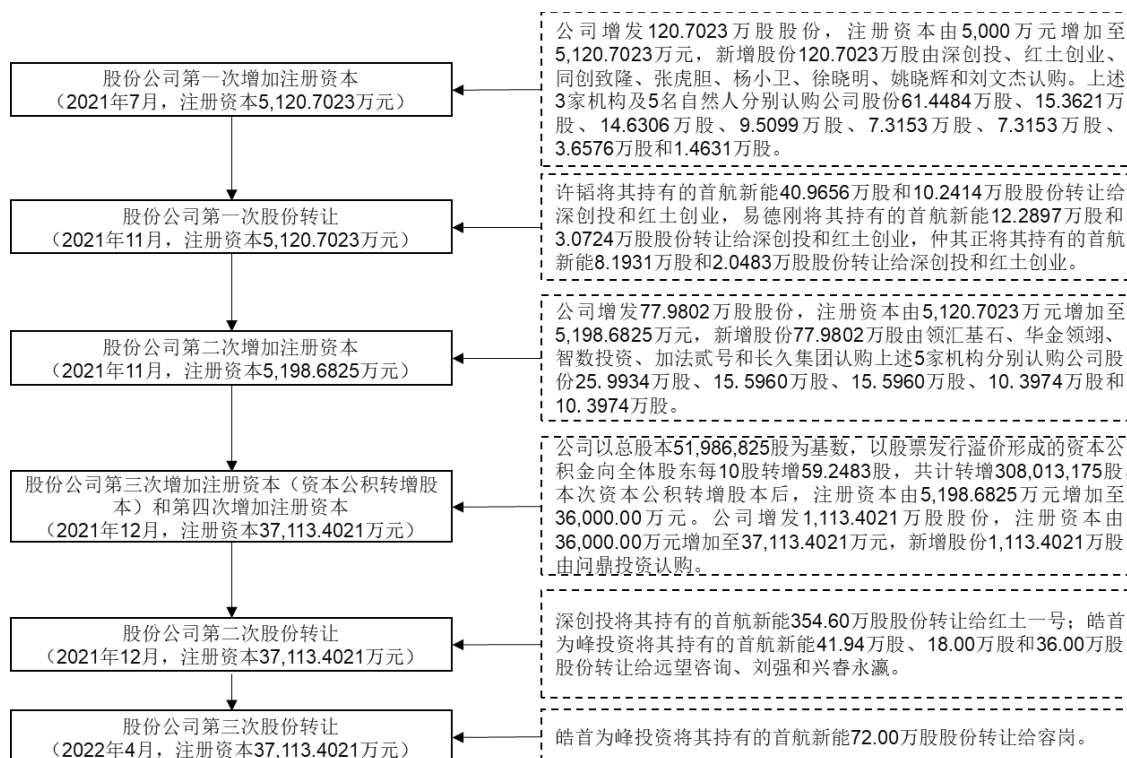 公司增发120.7023万股股份，注册资本由5,000万元增加至
5,120.7023万元，新增股份120.7023万股由深创投、红土创业、
同创致隆、张虎胆、杨小卫、徐晓明、姚晓辉和刘文杰认购。上述
3家机构及5名自然人分别认购公司股份61.4484万股、15.3621万
股、14.6306万股、9.5099万股、7.3153万股、7.3153万股、
3.6576万股和1.4631万股。
股份公司第一次增加注册资本
（2021年7月，注册资本5,120.7023万元）
许韬将其持有的首航新能40.9656万股和10.2414万股股份转让给
深创投和红土创业，易德刚将其持有的首航新能12.2897万股和
3.0724万股股份转让给深创投和红土创业，仲其正将其持有的首航
新能8.1931万股和2.0483万股股份转让给深创投和红土创业。
股份公司第一次股份转让
（2021年11月，注册资本5,120.7023万元）
公司增发77.9802万股股份，注册资本由5,120.7023万元增加至
5,198.6825万元，新增股份77.9802万股由领汇基石、华金领翊、
智数投资、加法贰号和长久集团认购上述5家机构分别认购公司股
份25.9934万股、15.5960万股、15.5960万股、10.3974万股和
10.3974万股。
股份公司第二次增加注册资本
（2021年11月，注册资本5,198.6825万元）
公司以总股本51,986,825股为基数，以股票发行溢价形成的资本公
积金向全体股东每10股转增59.2483股，共计转增308,013,175股，
本次资本公积转增股本后，注册资本由5,198.6825万元增加至
36,000.00万元。公司增发1,113.4021万股股份，注册资本由
36,000.00万元增加至37,113.4021万元，新增股份1,113.4021万股
由问鼎投资认购。
股份公司第三次增加注册资本（资本公积转增股
本）和第四次增加注册资本
（2021年12月，注册资本37,113.4021万元）
深创投将其持有的首航新能354.60万股股份转让给红土一号；皓首
为峰投资将其持有的首航新能41.94万股、18.00万股和36.00万股
股份转让给远望咨询、刘强和兴睿永瀛。
股份公司第二次股份转让
（2021年12月，注册资本37,113.4021万元）
股份公司第三次股份转让
（2022年4月，注册资本37,113.4021万元）
皓首为峰投资将其持有的首航新能72.00万股股份转让给容岗。